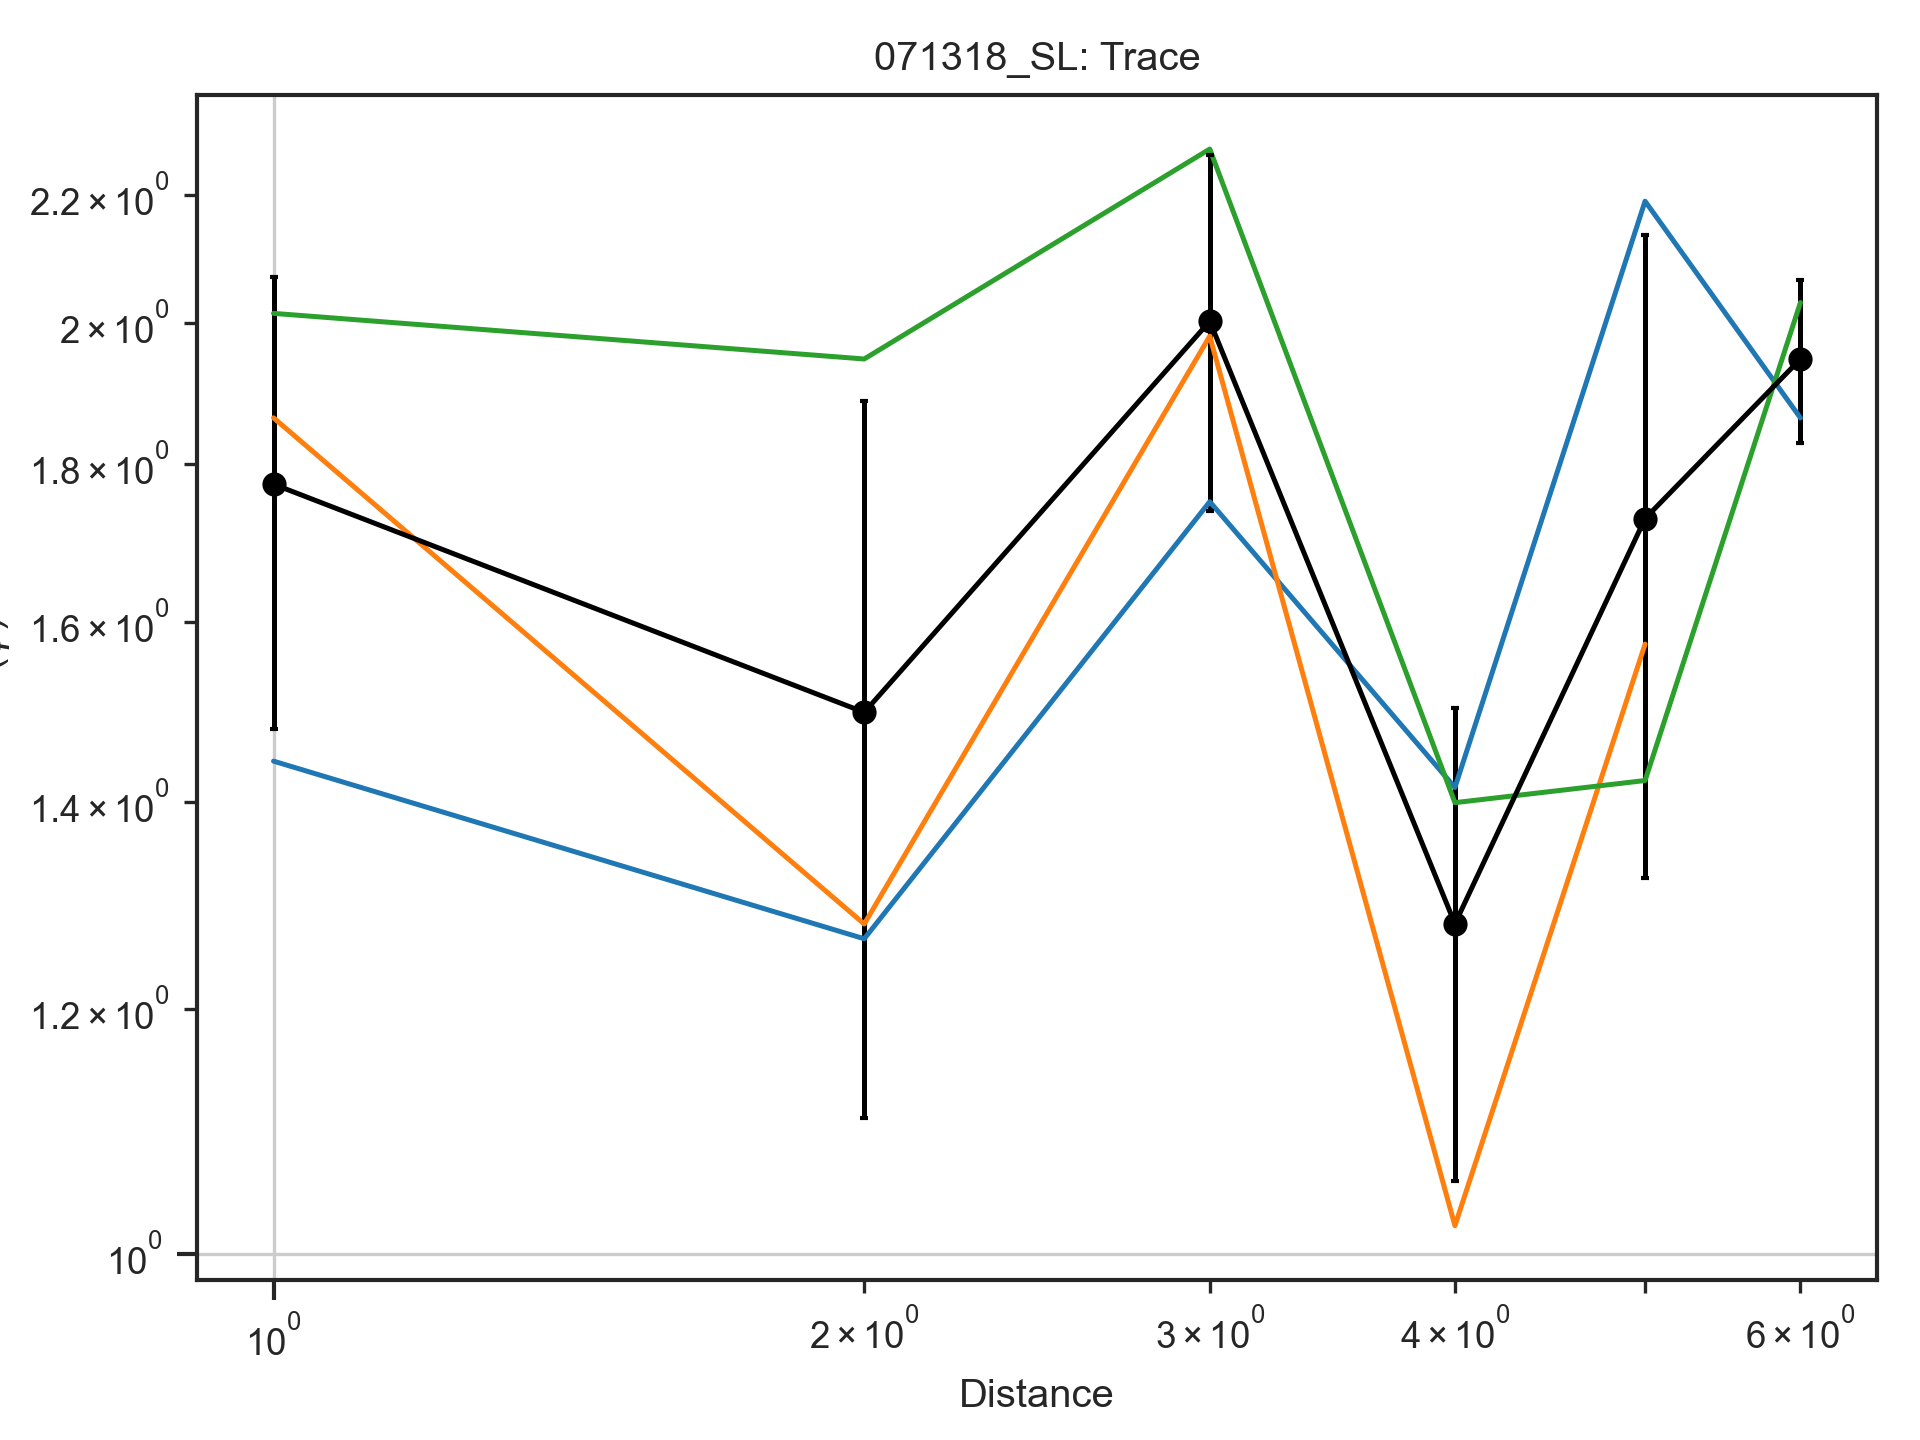 071318_SL: Trace
2.2 × 10⁰
2 × 10⁰
1.8 × 10⁰
1.6 × 10⁰
1.4 × 10⁰
1.2 × 10⁰
10⁰
10⁰ 2 × 10⁰ 3 × 10⁰ 4 × 10⁰ 6 × 10⁰
Distance